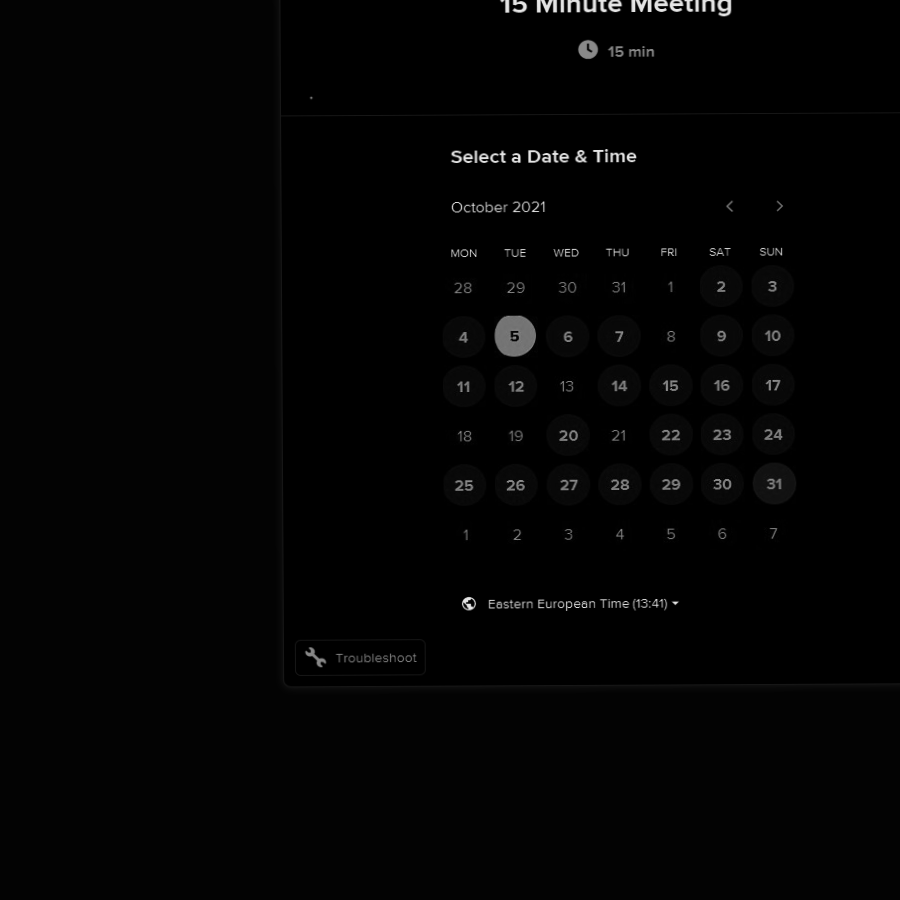 15 Minute Meeting
15 min
Select a Date & Time
October 2021
MON TUE WED THU FRI SAT SUN
28 29 30 31 1 2 3
4 5 6 7 8 9 10
11 12 13 14 15 16 17
18 19 20 21 22 23 24
25 26 27 28 29 30 31
1 2 3 4 5 6 7
Eastern European Time (13:41)
Troubleshoot